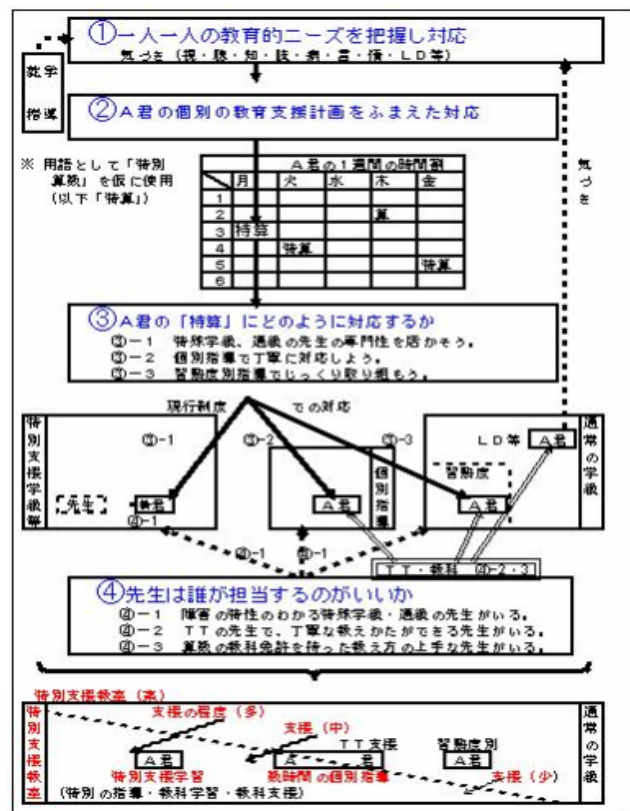 ①一人一人の教育的ニーズを把握し対応
気づき（視・聴・知・肢・病・言・情・ＬＤ等）
就学
指導
②Ａ君の個別の教育支援計画をふまえた対応
※ 用語として「特別
算数」を仮に使用
（以下「特算」）
Ａ君の１週間の時間割
月 火 水 木 金
1
2 算
3 特算
4 特算
5 特算
6
気づき
③Ａ君の「特算」にどのように対応するか
③－１ 特殊学級、通級の先生の専門性を活かそう。
③－２ 個別指導で丁寧に対応しよう。
③－３ 習熟度別指導でじっくり取り組もう。
現行制度 での対応
特別支援学級等
③-1
先生
④-1
③-2
個別指導
Ａ君
③-3
ＬＤ等
Ａ君
習熟度
Ａ君
通常の学級
④-1
ＴＴ・教科 ④-2・3
④先生は誰が担当するのがいいか
④－１ 障害の特性のわかる特殊学級・通級の先生がいる。
④－２ ＴＴの先生で、丁寧な教えかたができる先生がいる。
④－３ 算数の教科免許を持った教え方の上手な先生がいる。
特別支援教室（案）
特別支援教室
支援の程度（多）
支援（中）
ＴＴ支援
習熟度別
Ａ君
Ａ 君
Ａ君
特別支援学習
数時間の個別指導
支援（少）
（特別の指導・教科学習・教科支援）
通常の学級